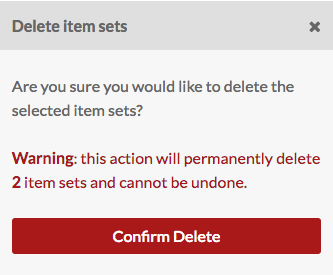 Delete item sets
Are you sure you would like to delete the
selected item sets?
Warning: this action will permanently delete
2 item sets and cannot be undone.
Confirm Delete